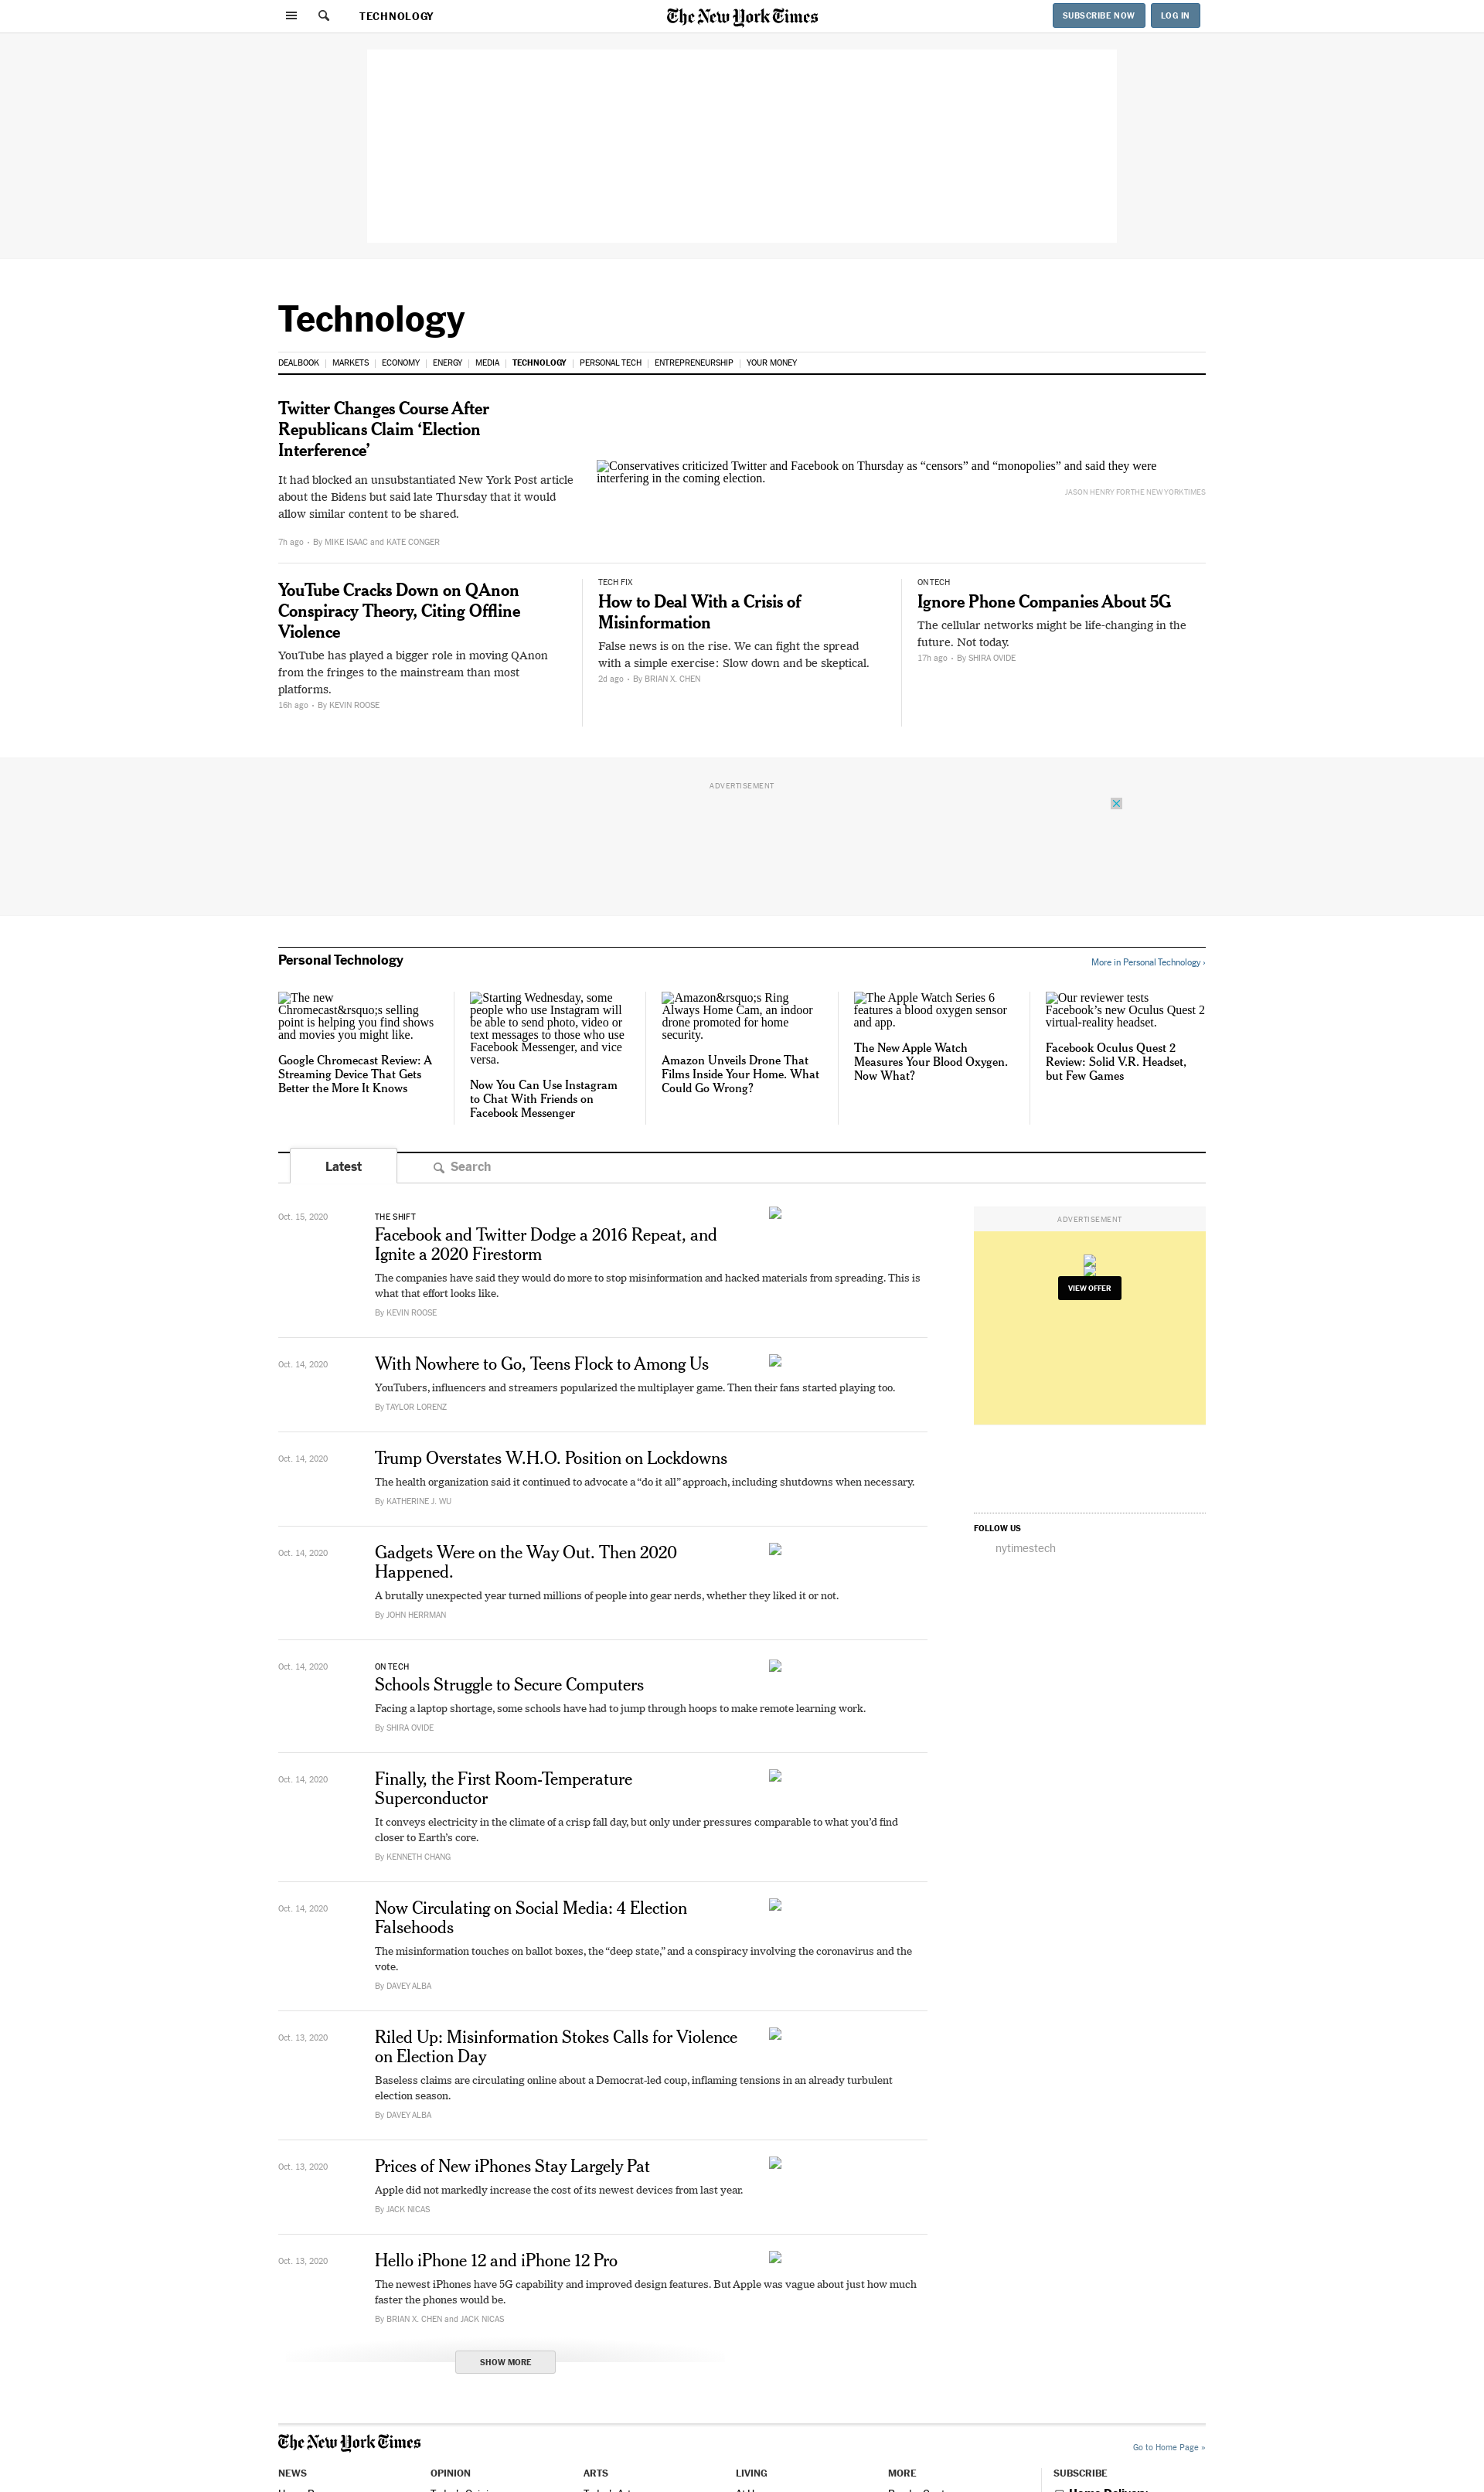 TECHNOLOGY
The New York Times
SUBSCRIBE NOW
LOG IN
Technology
DEALBOOK
MARKETS
ECONOMY
ENERGY
MEDIA
TECHNOLOGY
PERSONAL TECH
ENTREPRENEURSHIP
YOUR MONEY
Twitter Changes Course After
Republicans Claim ‘Election
Interference’
It had blocked an unsubstantiated New York Post article
about the Bidens but said late Thursday that it would
allow similar content to be shared.
7h ago • By MIKE ISAAC and KATE CONGER
Conservatives criticized Twitter and Facebook on Thursday as “censors” and “monopolies” and said they were
interfering in the coming election.
JASON HENRY FOR THE NEW YORK TIMES
YouTube Cracks Down on QAnon
Conspiracy Theory, Citing Offline
Violence
YouTube has played a bigger role in moving QAnon
from the fringes to the mainstream than most
platforms.
16h ago • By KEVIN ROOSE
TECH FIX
How to Deal With a Crisis of
Misinformation
False news is on the rise. We can fight the spread
with a simple exercise: Slow down and be skeptical.
2d ago • By BRIAN X. CHEN
ON TECH
Ignore Phone Companies About 5G
The cellular networks might be life-changing in the
future. Not today.
17h ago • By SHIRA OVIDE
ADVERTISEMENT
Personal Technology
More in Personal Technology ›
The new
Chromecast&rsquo;s selling
point is helping you find shows
and movies you might like.
Google Chromecast Review: A
Streaming Device That Gets
Better the More It Knows
Starting Wednesday, some
people who use Instagram will
be able to send photo, video or
text messages to those who use
Facebook Messenger, and vice
versa.
Now You Can Use Instagram
to Chat With Friends on
Facebook Messenger
Amazon&rsquo;s Ring
Always Home Cam, an indoor
drone promoted for home
security.
Amazon Unveils Drone That
Films Inside Your Home. What
Could Go Wrong?
The Apple Watch Series 6
features a blood oxygen sensor
and app.
The New Apple Watch
Measures Your Blood Oxygen.
Now What?
Our reviewer tests
Facebook’s new Oculus Quest 2
virtual-reality headset.
Facebook Oculus Quest 2
Review: Solid V.R. Headset,
but Few Games
Latest
Search
Oct. 15, 2020
THE SHIFT
Facebook and Twitter Dodge a 2016 Repeat, and
Ignite a 2020 Firestorm
The companies have said they would do more to stop misinformation and hacked materials from spreading. This is
what that effort looks like.
By KEVIN ROOSE
Oct. 14, 2020
With Nowhere to Go, Teens Flock to Among Us
YouTubers, influencers and streamers popularized the multiplayer game. Then their fans started playing too.
By TAYLOR LORENZ
Oct. 14, 2020
Trump Overstates W.H.O. Position on Lockdowns
The health organization said it continued to advocate a “do it all” approach, including shutdowns when necessary.
By KATHERINE J. WU
Oct. 14, 2020
Gadgets Were on the Way Out. Then 2020
Happened.
A brutally unexpected year turned millions of people into gear nerds, whether they liked it or not.
By JOHN HERRMAN
Oct. 14, 2020
ON TECH
Schools Struggle to Secure Computers
Facing a laptop shortage, some schools have had to jump through hoops to make remote learning work.
By SHIRA OVIDE
Oct. 14, 2020
Finally, the First Room-Temperature
Superconductor
It conveys electricity in the climate of a crisp fall day, but only under pressures comparable to what you’d find
closer to Earth’s core.
By KENNETH CHANG
Oct. 14, 2020
Now Circulating on Social Media: 4 Election
Falsehoods
The misinformation touches on ballot boxes, the “deep state,” and a conspiracy involving the coronavirus and the
vote.
By DAVEY ALBA
Oct. 13, 2020
Riled Up: Misinformation Stokes Calls for Violence
on Election Day
Baseless claims are circulating online about a Democrat-led coup, inflaming tensions in an already turbulent
election season.
By DAVEY ALBA
Oct. 13, 2020
Prices of New iPhones Stay Largely Pat
Apple did not markedly increase the cost of its newest devices from last year.
By JACK NICAS
Oct. 13, 2020
Hello iPhone 12 and iPhone 12 Pro
The newest iPhones have 5G capability and improved design features. But Apple was vague about just how much
faster the phones would be.
By BRIAN X. CHEN and JACK NICAS
SHOW MORE
ADVERTISEMENT
VIEW OFFER
FOLLOW US
nytimestech
The New York Times
Go to Home Page »
NEWS
OPINION
ARTS
LIVING
MORE
SUBSCRIBE